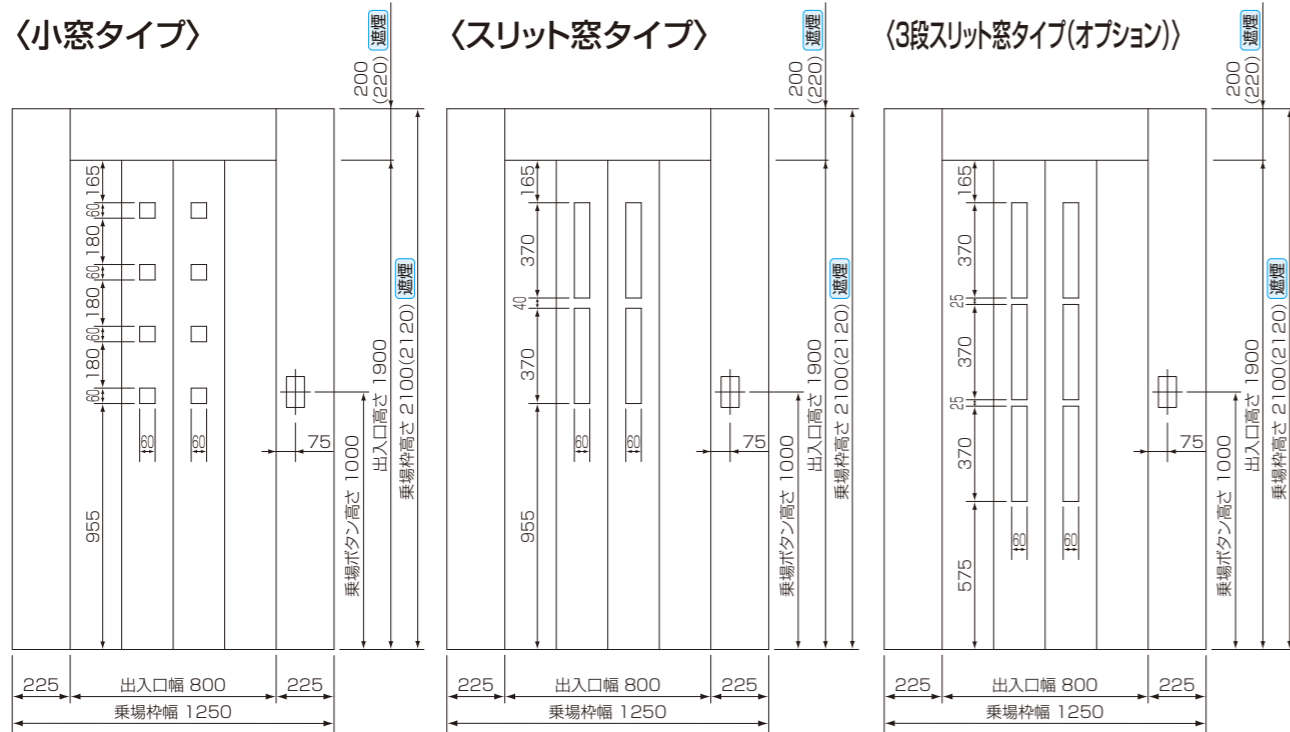 〈小窓タイプ〉
遮煙
200
(220)
165
60
180
60
180
60
180
60
955
60
60
75
乗場ボタン高さ 1000
出入口高さ 1900
乗場枠高さ 2100(2120) 遮煙
225
出入口幅 800
225
乗場枠幅 1250
〈スリット窓タイプ〉
遮煙
200
(220)
165
370
40
370
955
60
60
75
乗場ボタン高さ 1000
出入口高さ 1900
乗場枠高さ 2100(2120) 遮煙
225
出入口幅 800
225
乗場枠幅 1250
〈3段スリット窓タイプ(オプション)〉
遮煙
200
(220)
165
370
25
370
25
370
575
60
60
75
乗場ボタン高さ 1000
出入口高さ 1900
乗場枠高さ 2100(2120) 遮煙
225
出入口幅 800
225
乗場枠幅 1250